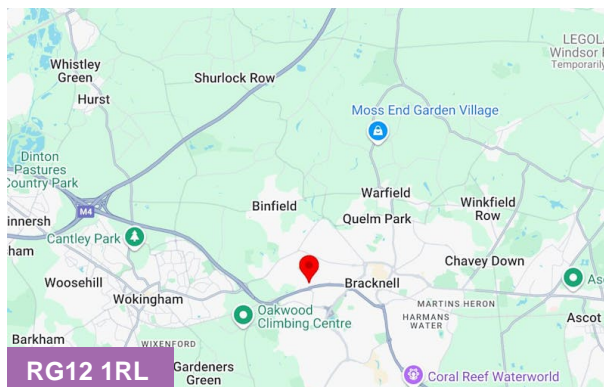 LEGOL
Windsor
Temporarily
Whistley
Green
Shurlock Row
Hurst
Moss End Garden Village
Dinton
Pastures
Country Park
Warfield
Binfield
Winkfield
Row
Quelm Park
M4
innersh
Cantley Park
ham
Chavey Down
Woosehill
Bracknell
Asc
Wokingham
MARTINS HERON
Oakwood
Climbing Centre
HARMANS
WATER
Ascot
Barkham
WIXENFORD
Gardeners
Green
RG12 1RL
Coral Reef Waterworld